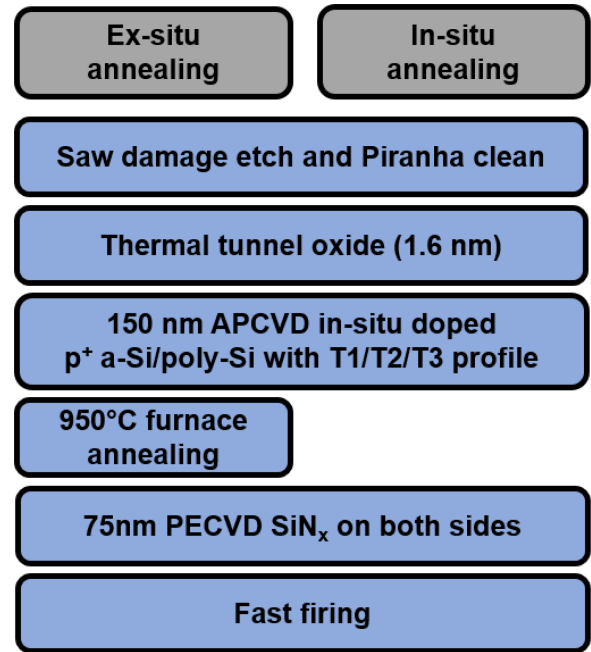 Ex-situ
annealing
In-situ
annealing
Saw damage etch and Piranha clean
Thermal tunnel oxide (1.6 nm)
150 nm APCVD in-situ doped
p⁺ a-Si/poly-Si with T1/T2/T3 profile
950°C furnace
annealing
75nm PECVD SiNₓ on both sides
Fast firing